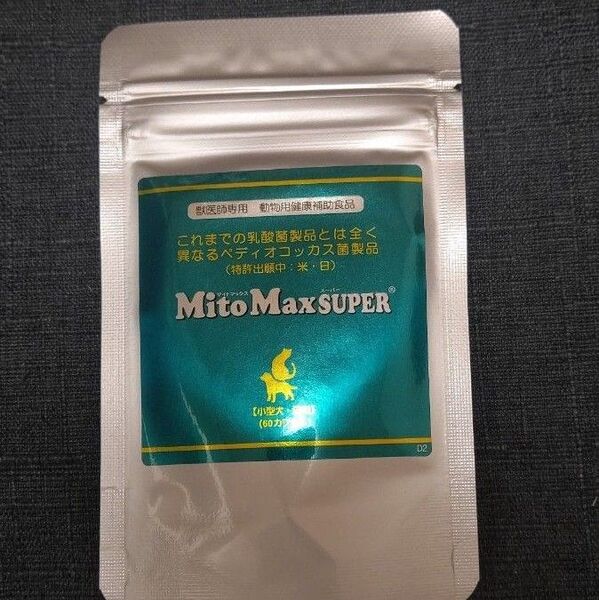 獣医師専用 動物用健康補助食品
これまでの乳酸菌製品とは全く
異なるペディオコッカス菌製品
(特許出願中:米・日)
マイトマックス スーパー
MitoMaxSUPER®
【小型犬・
(60カプ
D2